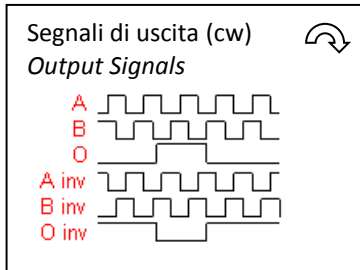 Segnali di uscita (cw)
Output Signals
A
B
O
A inv
B inv
O inv